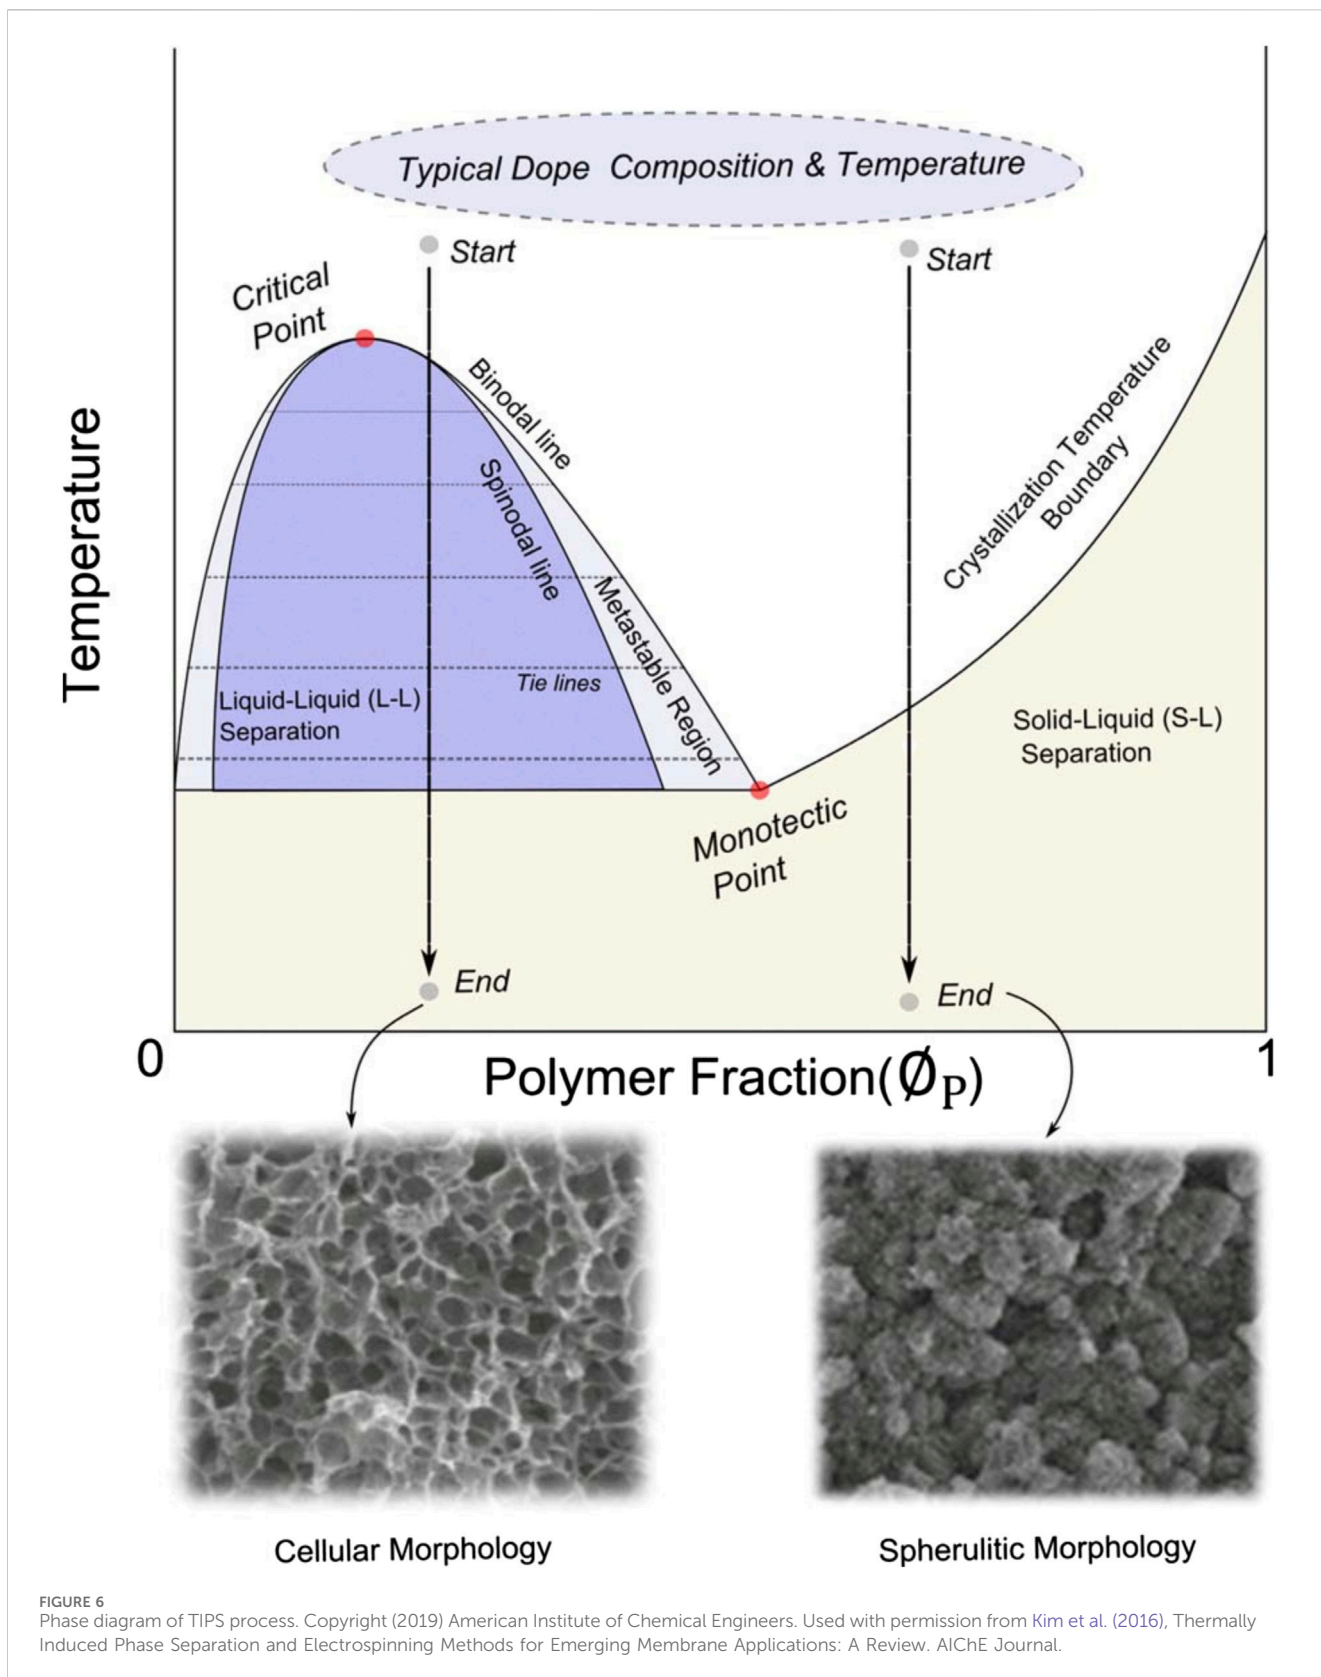 Typical Dope Composition & Temperature
Start
Start
Critical
Point
Binodal line
Spinodal line
Metastable Region
Crystallization Temperature
Boundary
Temperature
Tie lines
Liquid-Liquid (L-L)
Separation
Solid-Liquid (S-L)
Separation
Monotectic
Point
End
End
0
1
Polymer Fraction(∅P)
Cellular Morphology
Spherulitic Morphology
FIGURE 6
Phase diagram of TIPS process. Copyright (2019) American Institute of Chemical Engineers. Used with permission from Kim et al. (2016), Thermally
Induced Phase Separation and Electrospinning Methods for Emerging Membrane Applications: A Review. AIChE Journal.